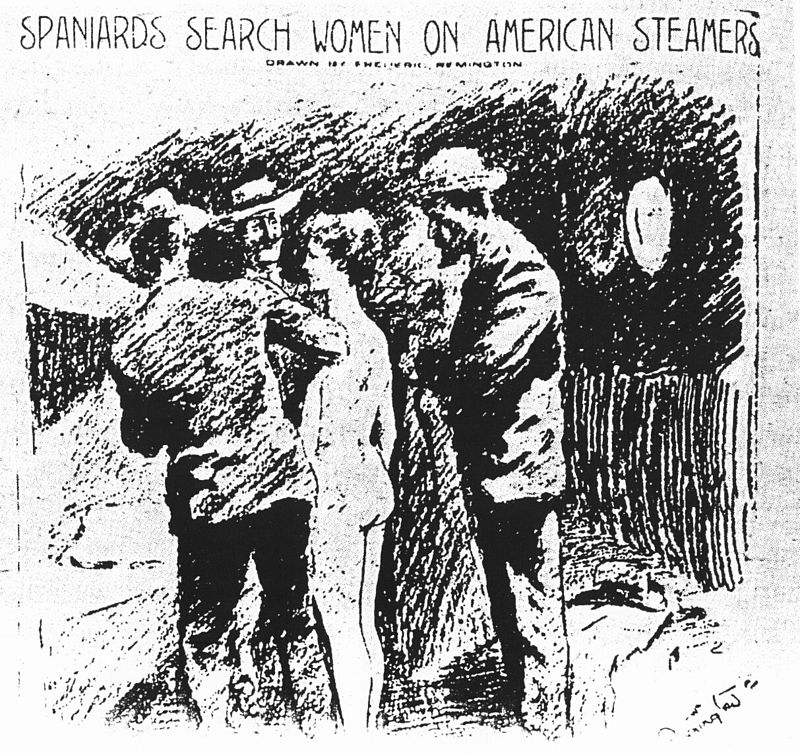 SPANIARDS SEARCH WOMEN ON AMERICAN STEAMERS
DRAWN BY FREDERIC REMINGTON